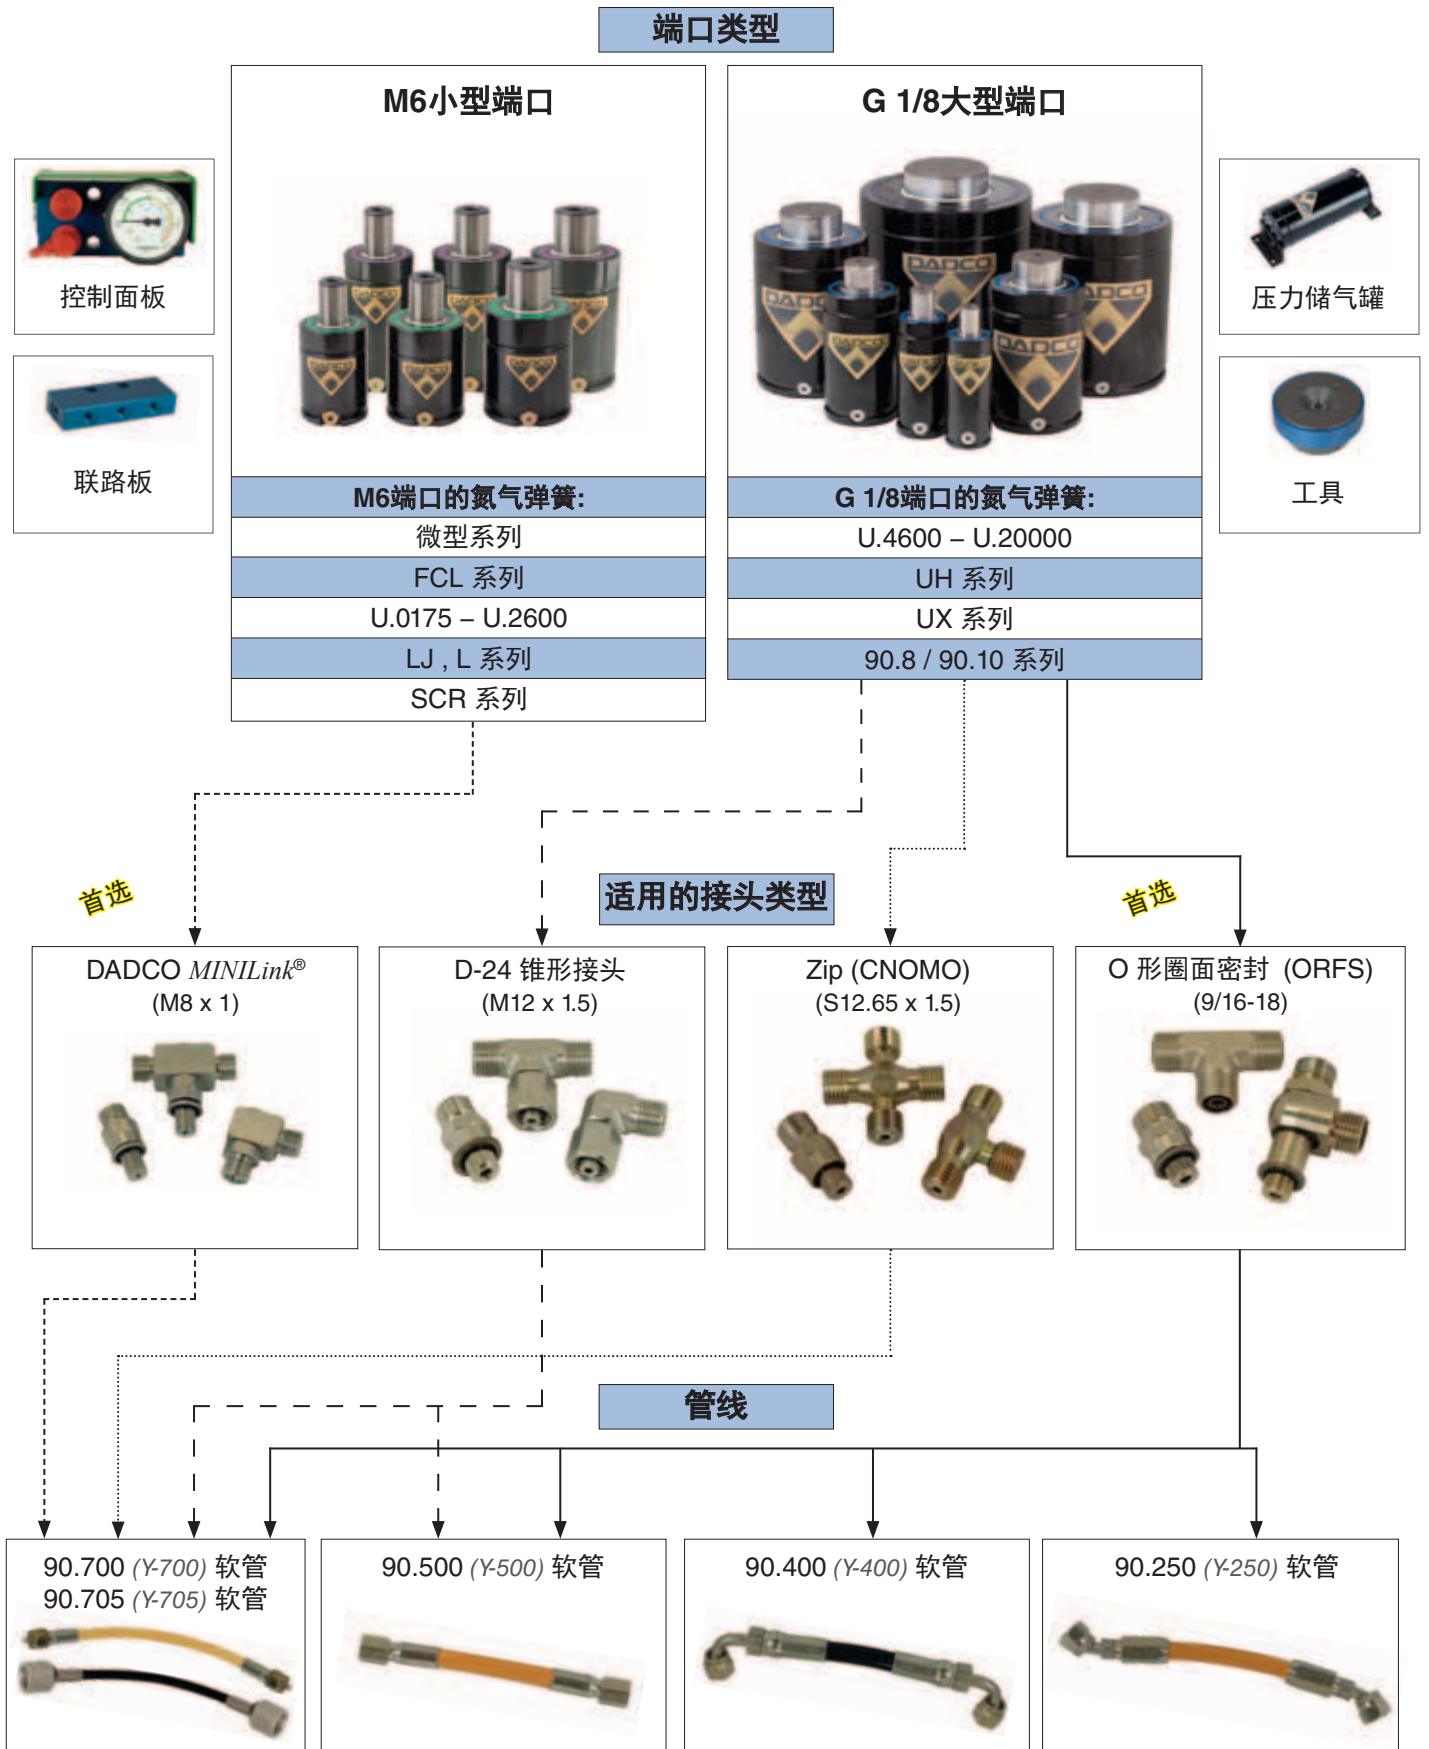 端口类型
M6小型端口
G 1/8大型端口
控制面板
联路板
压力储气罐
工具
DADCO
DADCO
DADCO
DADCO
DADCO
M6端口的氮气弹簧:
微型系列
FCL 系列
U.0175 – U.2600
LJ , L 系列
SCR 系列
G 1/8端口的氮气弹簧:
U.4600 – U.20000
UH 系列
UX 系列
90.8 / 90.10 系列
首选
适用的接头类型
首选
DADCO MINILink®
(M8 x 1)
D-24 锥形接头
(M12 x 1.5)
Zip (CNOMO)
(S12.65 x 1.5)
O 形圈面密封 (ORFS)
(9/16-18)
管线
90.700 (Y-700) 软管
90.705 (Y-705) 软管
90.500 (Y-500) 软管
90.400 (Y-400) 软管
90.250 (Y-250) 软管